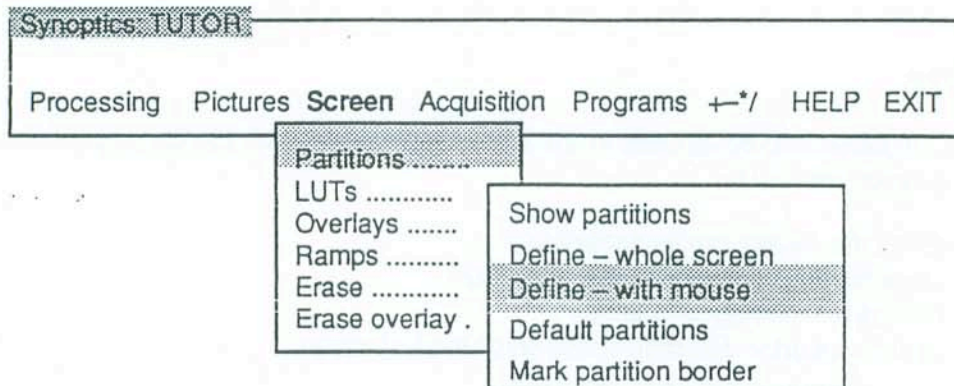 Synoptics: TUTOR
Processing Pictures Screen Acquisition Programs +–*/ HELP EXIT
Partitions ........
LUTs ............
Overlays .......
Ramps ..........
Erase ............
Erase overlay .
Show partitions
Define – whole screen
Define – with mouse
Default partitions
Mark partition border